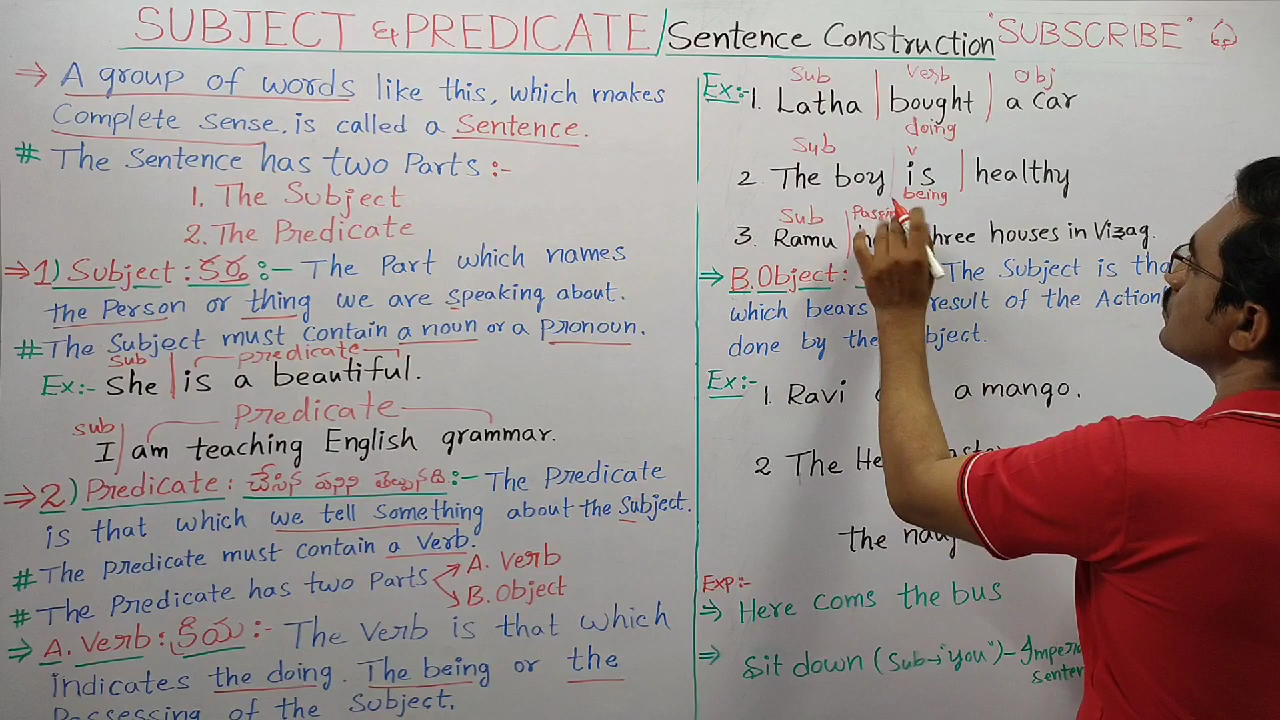 SUBJECT & PREDICATE/Sentence Construction "SUBSCRIBE"
⇒ A group of words like this, which makes
Complete Sense. is called a Sentence.
# The Sentence has two Parts :-
1. The Subject
2. The Predicate
⇒ 1) Subject : కర్త :- The Part which names
the Person or thing we are speaking about.
# The Subject must Contain a noun or a Pronoun.
Sub predicate
Ex:- She | is a beautiful.
sub Predicate
I | am teaching English grammar.
⇒ 2) Predicate : :- The Predicate
is that which we tell Something about the Subject.
# The predicate must contain a Verb.
# The Predicate has two Parts
A. Verb
B. Object
⇒ A. Verb : క్రియ :- The Verb is that which
indicates the doing. The being or the
Possessing of the Subject.
Sub Verb Obj
Ex:- 1. Latha | bought | a car
doing
Sub V
2. The boy | is | healthy
being
Sub
3. Ramu | three houses in Vizag.
⇒ B. Object : The Subject is
which bears result of the Action
done by the
Ex:-
1. Ravi a mango.
2 The
the
Exp:-
⇒ Here coms the bus
⇒ Sit down (Sub→"you")-